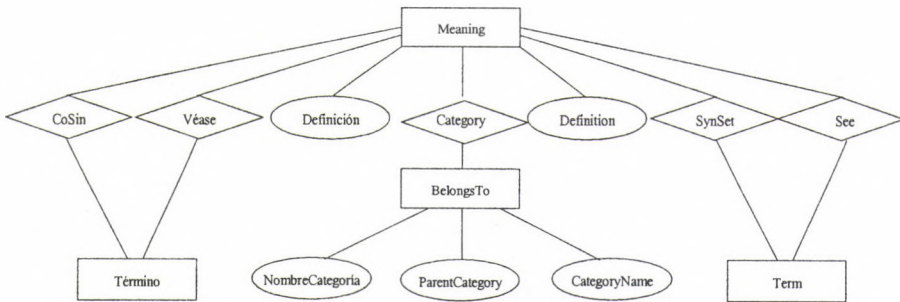 Meaning
CoSin
Véase
Definición
Category
Definition
SynSet
See
BelongsTo
Término
NombreCategoría
ParentCategory
CategoryName
Term